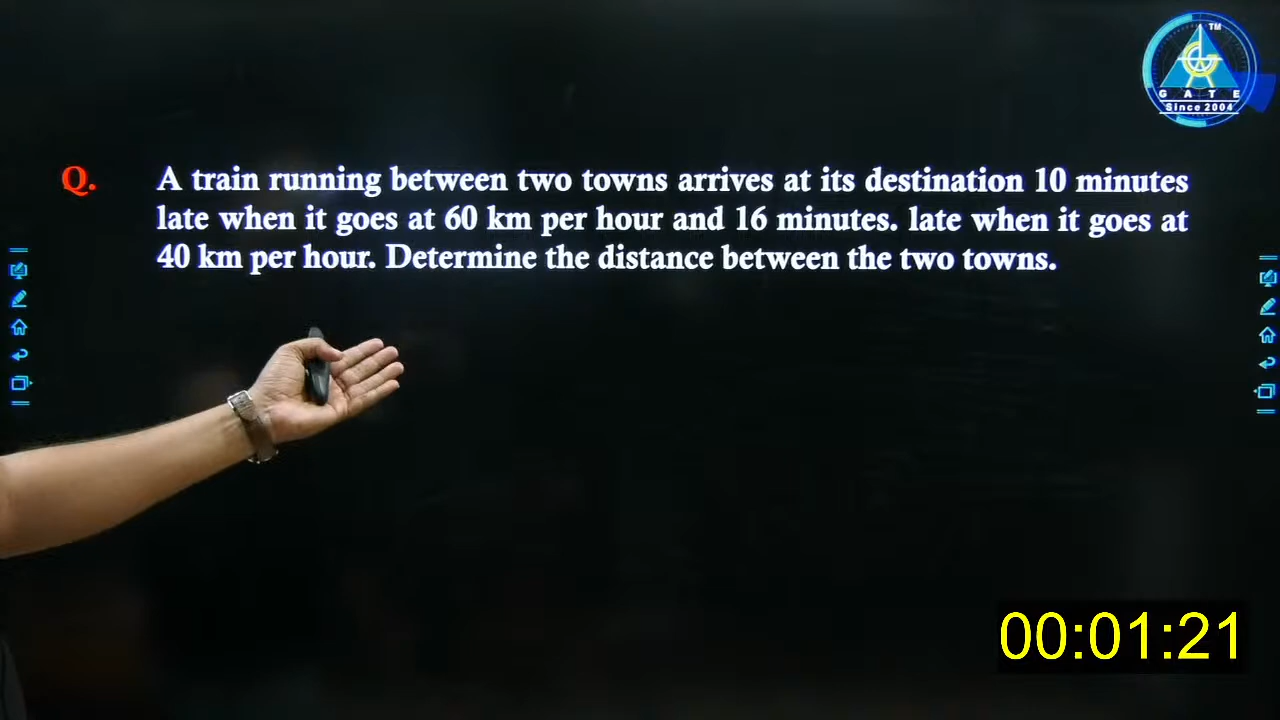 TM
GATE
Since 2004
Q. A train running between two towns arrives at its destination 10 minutes
late when it goes at 60 km per hour and 16 minutes. late when it goes at
40 km per hour. Determine the distance between the two towns.
00:01:21